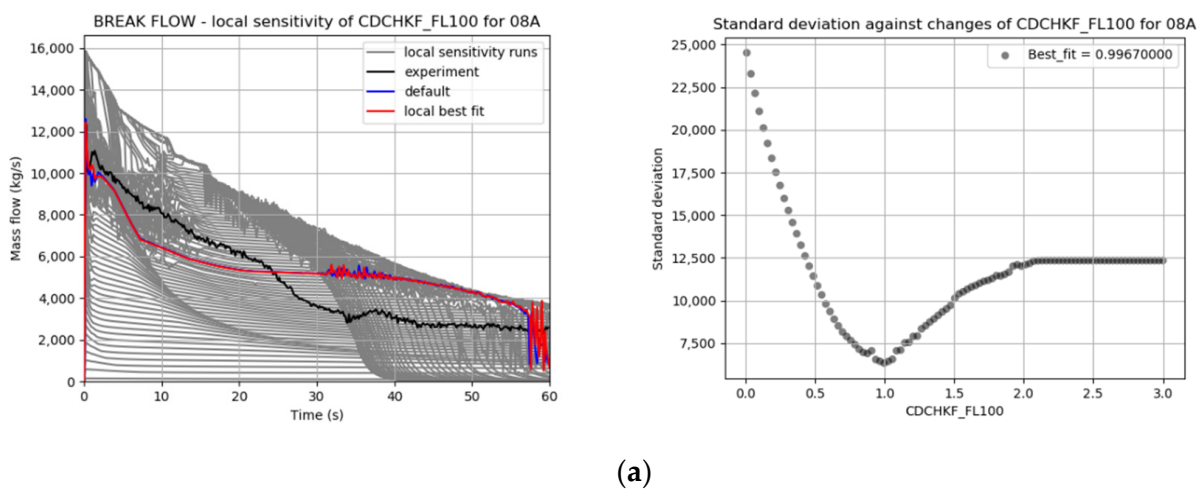 BREAK FLOW - local sensitivity of CDCHKF_FL100 for 08A
16,000
14,000
12,000
10,000
8,000
6,000
4,000
2,000
0
Mass flow (kg/s)
local sensitivity runs
experiment
default
local best fit
0 10 20 30 40 50 60
Time (s)
Standard deviation against changes of CDCHKF_FL100 for 08A
25,000
22,500
20,000
17,500
15,000
12,500
10,000
7,500
Standard deviation
Best_fit = 0.99670000
0.0 0.5 1.0 1.5 2.0 2.5 3.0
CDCHKF_FL100
(a)